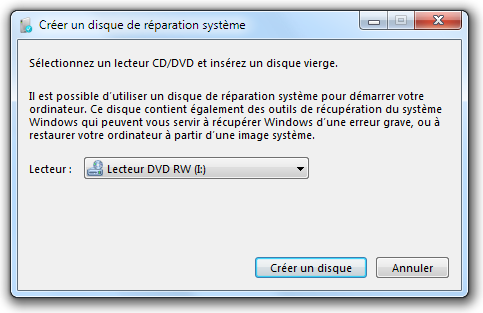 Créer un disque de réparation système
Sélectionnez un lecteur CD/DVD et insérez un disque vierge.
Il est possible d'utiliser un disque de réparation système pour démarrer votre
ordinateur. Ce disque contient également des outils de récupération du système
Windows qui peuvent vous servir à récupérer Windows d'une erreur grave, ou à
restaurer votre ordinateur à partir d'une image système.
Lecteur : Lecteur DVD RW (I:)
Créer un disque Annuler